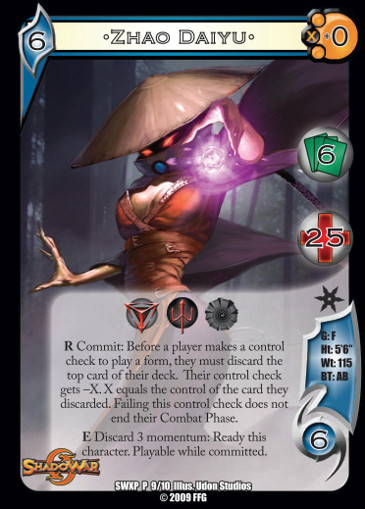 6
·Zhao Daiyu·
X +0
6
25
G: F
Ht: 5'6"
Wt: 115
BT: AB
6
R Commit: Before a player makes a control
check to play a form, they must discard the
top card of their deck. Their control check
gets –X. X equals the control of the card they
discarded. Failing this control check does not
end their Combat Phase.
E Discard 3 momentum: Ready this
character. Playable while committed.
ShadoWar
SWXP_P_9/10 Illus. Udon Studios
© 2009 FFG